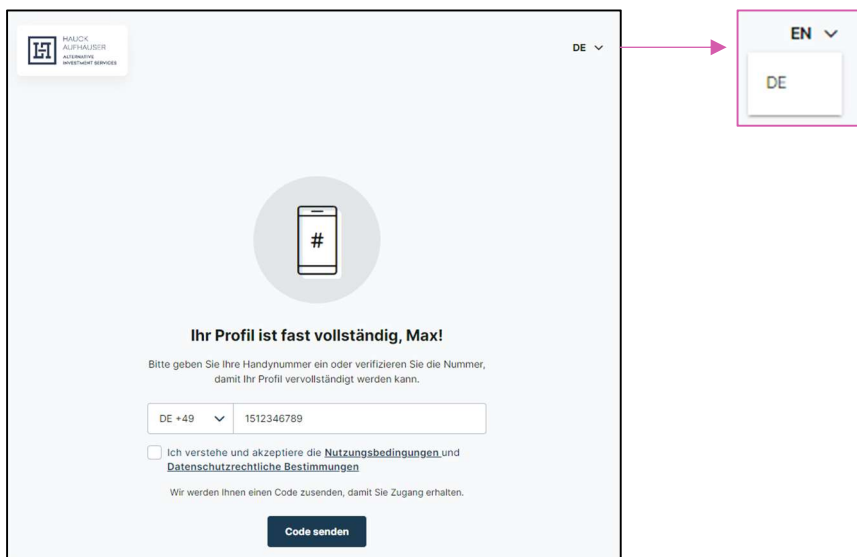 HAUCK
AUFHÄUSER
ALTERNATIVE
INVESTMENT SERVICES
DE
EN
DE
#
Ihr Profil ist fast vollständig, Max!
Bitte geben Sie Ihre Handynummer ein oder verifizieren Sie die Nummer,
damit Ihr Profil vervollständigt werden kann.
DE +49 1512346789
Ich verstehe und akzeptiere die Nutzungsbedingungen und
Datenschutzrechtliche Bestimmungen
Wir werden Ihnen einen Code zusenden, damit Sie Zugang erhalten.
Code senden